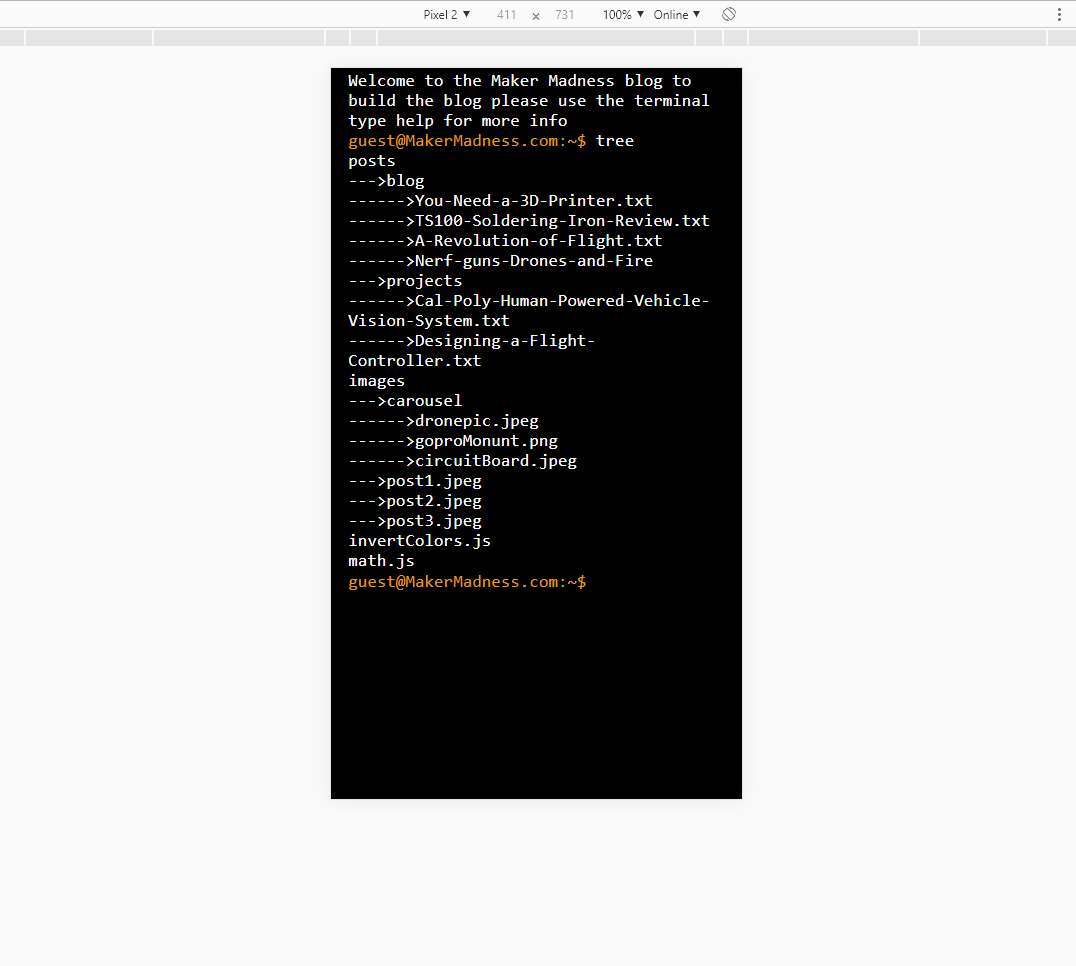 Pixel 2 ▼ 411 × 731 100% ▼ Online ▼
Welcome to the Maker Madness blog to
build the blog please use the terminal
type help for more info
guest@MakerMadness.com:~$ tree
posts
--->blog
------>You-Need-a-3D-Printer.txt
------>TS100-Soldering-Iron-Review.txt
------>A-Revolution-of-Flight.txt
------>Nerf-guns-Drones-and-Fire
--->projects
------>Cal-Poly-Human-Powered-Vehicle-
Vision-System.txt
------>Designing-a-Flight-
Controller.txt
images
--->carousel
------>dronepic.jpeg
------>goproMonunt.png
------>circuitBoard.jpeg
--->post1.jpeg
--->post2.jpeg
--->post3.jpeg
invertColors.js
math.js
guest@MakerMadness.com:~$